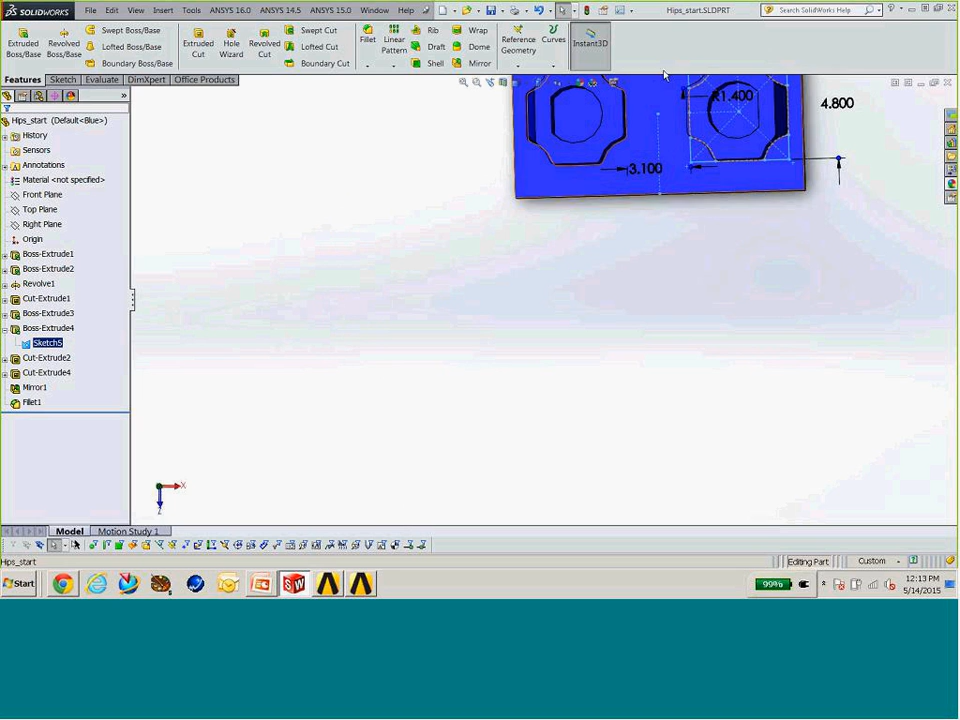 SOLIDWORKS File Edit View Insert Tools ANSYS 16.0 ANSYS 14.5 ANSYS 15.0 Window Help Hips_start.SLDPRT Search SolidWorks Help
Extruded Boss/Base
Revolved Boss/Base
Swept Boss/Base
Lofted Boss/Base
Boundary Boss/Base
Extruded Cut
Hole Wizard
Revolved Cut
Swept Cut
Lofted Cut
Boundary Cut
Fillet
Linear Pattern
Rib
Draft
Shell
Wrap
Dome
Mirror
Reference Geometry
Curves
Instant3D
Features Sketch Evaluate DimXpert Office Products
Hips_start (Default<Blue>)
History
Sensors
Annotations
Material <not specified>
Front Plane
Top Plane
Right Plane
Origin
Boss-Extrude1
Boss-Extrude2
Revolve1
Cut-Extrude1
Boss-Extrude3
Boss-Extrude4
Sketch5
Cut-Extrude2
Cut-Extrude4
Mirror1
Fillet1
R1.400
4.800
3.100
X
Z
Model Motion Study 1
Hips_start Editing Part Custom
Start 99% 12:13 PM
5/14/2015